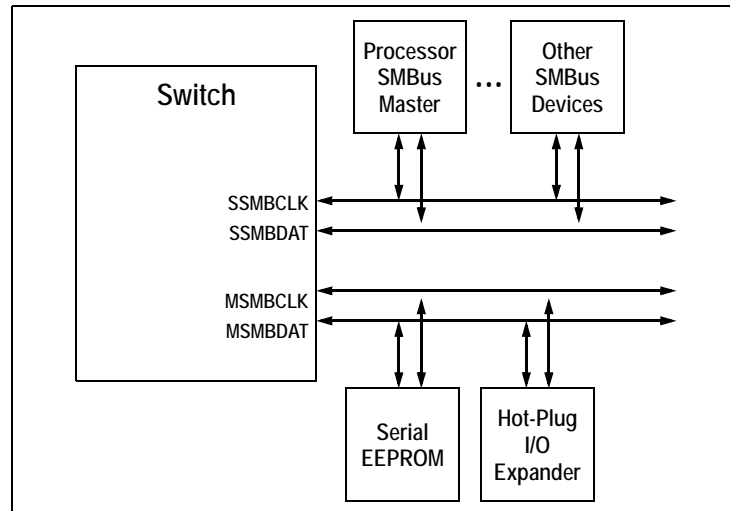 Processor
SMBus
Master
...
Other
SMBus
Devices
Switch
SSMBCLK
SSMBDAT
MSMBCLK
MSMBDAT
Serial
EEPROM
Hot-Plug
I/O
Expander